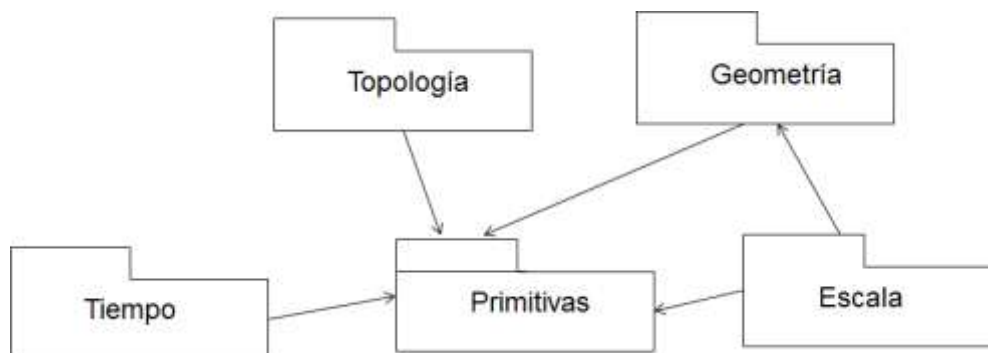 Topología
Geometría
Tiempo
Primitivas
Escala